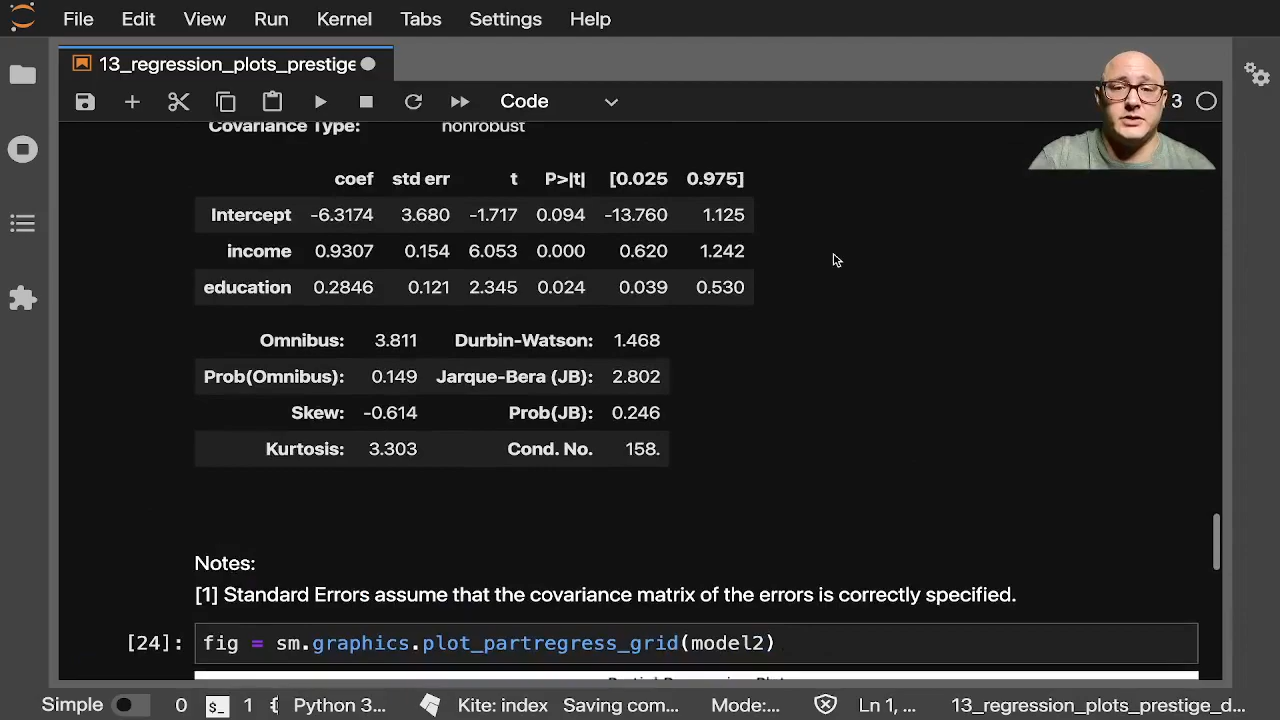 File Edit View Run Kernel Tabs Settings Help
13_regression_plots_prestige
Code 3
Covariance Type: nonrobust
coef std err t P>|t| [0.025 0.975]
Intercept -6.3174 3.680 -1.717 0.094 -13.760 1.125
income 0.9307 0.154 6.053 0.000 0.620 1.242
education 0.2846 0.121 2.345 0.024 0.039 0.530
Omnibus: 3.811 Durbin-Watson: 1.468
Prob(Omnibus): 0.149 Jarque-Bera (JB): 2.802
Skew: -0.614 Prob(JB): 0.246
Kurtosis: 3.303 Cond. No. 158.
Notes:
[1] Standard Errors assume that the covariance matrix of the errors is correctly specified.
[24]: fig = sm.graphics.plot_partregress_grid(model2)
Simple 0 $_ 1 Python 3... Kite: index Saving com... Mode:... Ln 1,... 13_regression_plots_prestige_d...